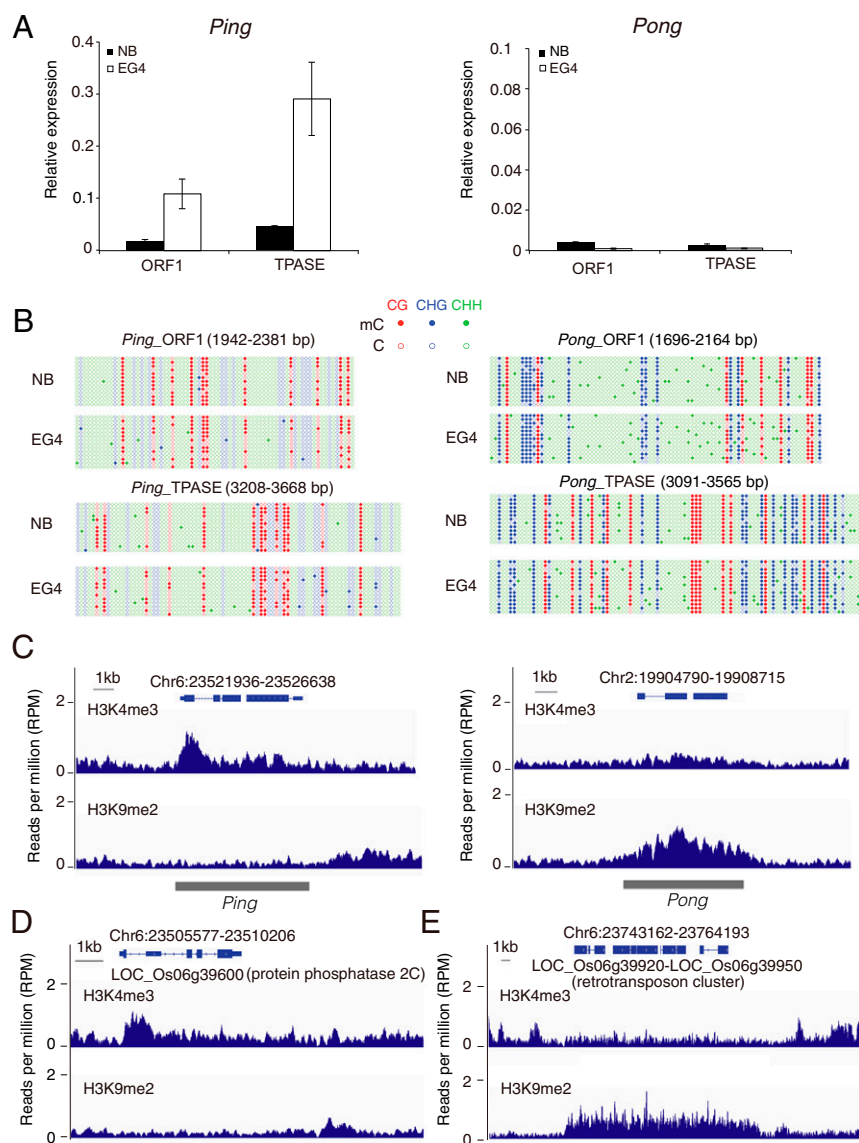 A
Ping
Pong
NB
EG4
NB
EG4
Relative expression
0.4
0.3
0.2
0.1
0
ORF1
TPASE
Relative expression
0.1
0.08
0.06
0.04
0.02
0
ORF1
TPASE
B
CG CHG CHH
mC
C
Ping_ORF1 (1942-2381 bp)
NB
EG4
Ping_TPASE (3208-3668 bp)
NB
EG4
Pong_ORF1 (1696-2164 bp)
NB
EG4
Pong_TPASE (3091-3565 bp)
NB
EG4
C
1kb
Chr6:23521936-23526638
Reads per million (RPM)
2
H3K4me3
0
2
H3K9me2
0
Ping
1kb
Chr2:19904790-19908715
Reads per million (RPM)
2
H3K4me3
0
2
H3K9me2
0
Pong
D
Chr6:23505577-23510206
1kb
LOC_Os06g39600 (protein phosphatase 2C)
Reads per million (RPM)
2
H3K4me3
0
2
H3K9me2
0
E
Chr6:23743162-23764193
1kb
LOC_Os06g39920-LOC_Os06g39950
(retrotransposon cluster)
Reads per million (RPM)
2
H3K4me3
0
2
H3K9me2
0